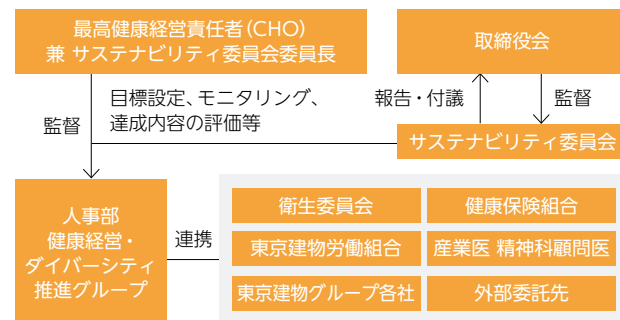 最高健康経営責任者(CHO)
兼 サステナビリティ委員会委員長
取締役会
目標設定、モニタリング、
達成内容の評価等
報告・付議
監督
監督
サステナビリティ委員会
人事部
健康経営・
ダイバーシティ
推進グループ
連携
衛生委員会
健康保険組合
東京建物労働組合
産業医 精神科顧問医
東京建物グループ各社
外部委託先